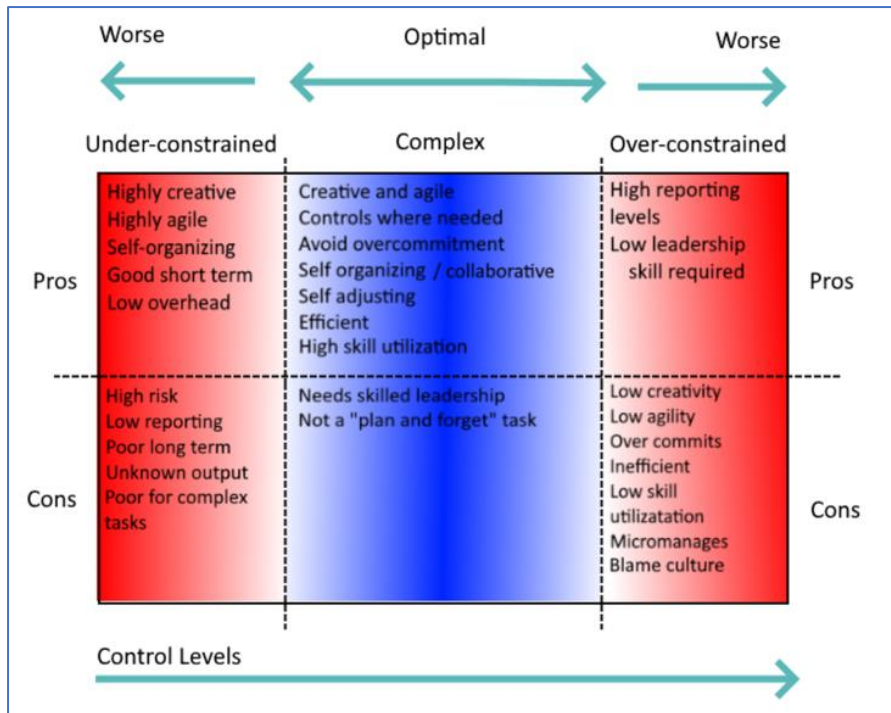 Worse
Optimal
Worse
Under-constrained
Complex
Over-constrained
Pros
Highly creative
Highly agile
Self-organizing
Good short term
Low overhead
Creative and agile
Controls where needed
Avoid overcommitment
Self organizing / collaborative
Self adjusting
Efficient
High skill utilization
High reporting
levels
Low leadership
skill required
Pros
Cons
High risk
Low reporting
Poor long term
Unknown output
Poor for complex
tasks
Needs skilled leadership
Not a "plan and forget" task
Low creativity
Low agility
Over commits
Inefficient
Low skill
utilizatation
Micromanages
Blame culture
Cons
Control Levels